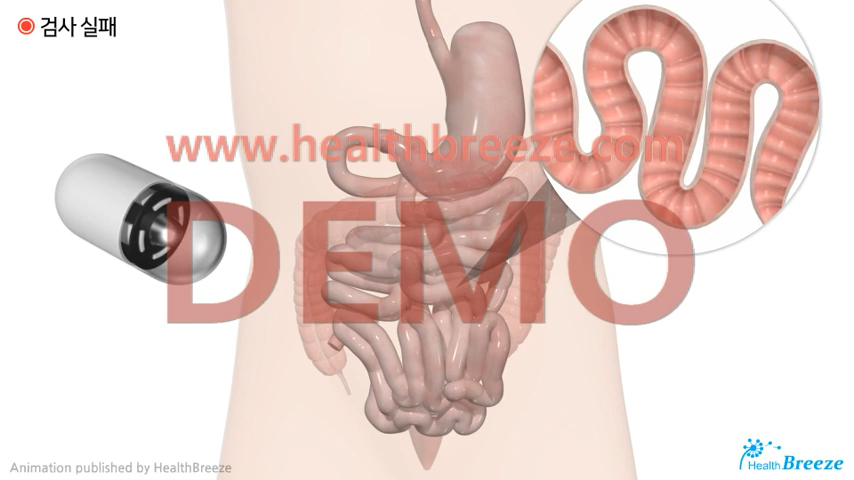 검사 실패
www.healthbreeze.com
DEMO
Animation published by HealthBreeze
Health Breeze